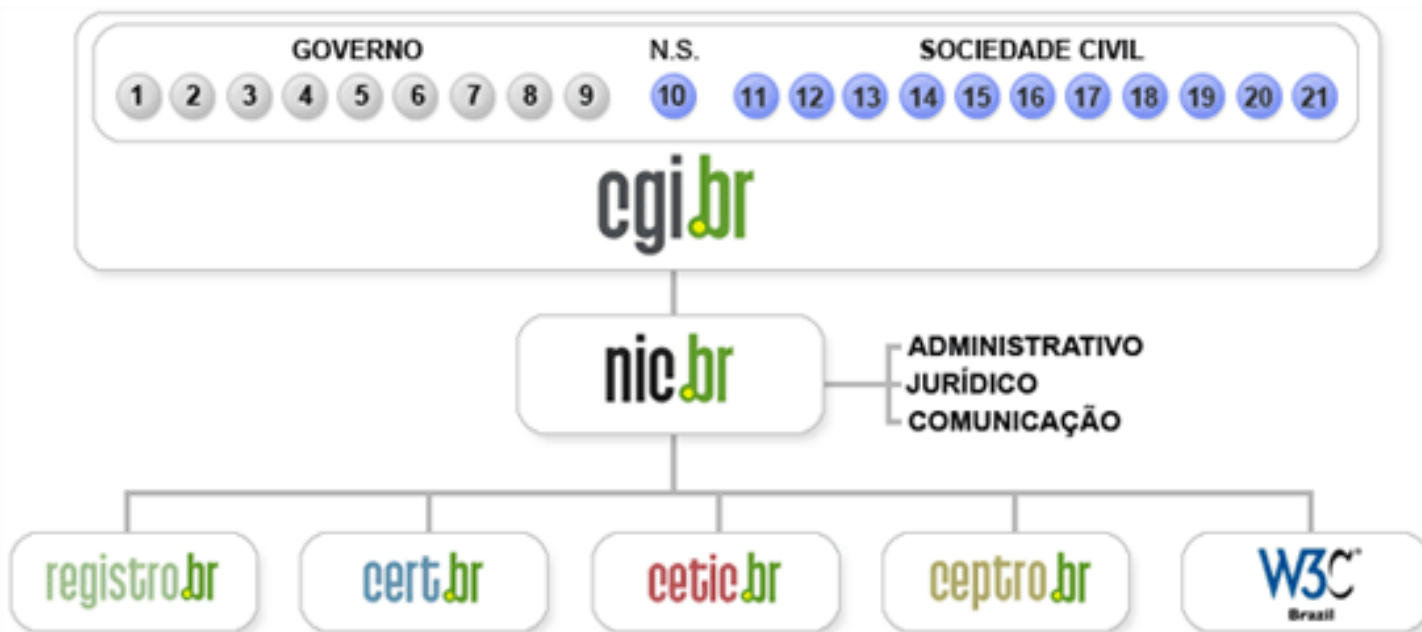 GOVERNO N.S. SOCIEDADE CIVIL
1 2 3 4 5 6 7 8 9 10 11 12 13 14 15 16 17 18 19 20 21
cgi.br
nic.br
ADMINISTRATIVO
JURÍDICO
COMUNICAÇÃO
registro.br cert.br cetic.br ceptro.br W3C®
Brazil